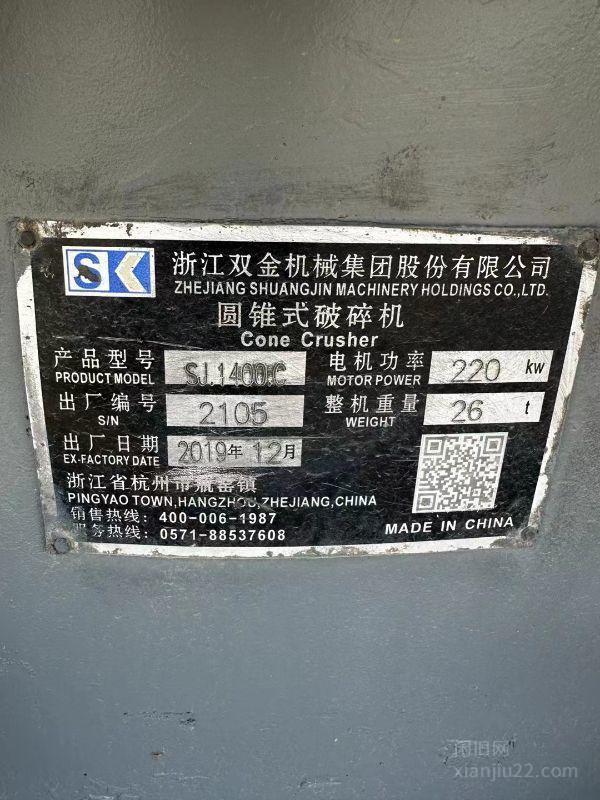 SK
浙江双金机械集团股份有限公司
ZHEJIANG SHUANGJIN MACHINERY HOLDINGS CO.,LTD.
圆锥式破碎机
Cone Crusher
产品型号 SJ.1400.C 电机功率 220 kw
PRODUCT MODEL MOTOR POWER
出厂编号 2105 整机重量 26 t
S/N WEIGHT
出厂日期 2019年12月
EX-FACTORY DATE
浙江省杭州市瓶窑镇
PINGYAO TOWN,HANGZHOU,ZHEJIANG,CHINA
销售热线: 400-006-1987
服务热线: 0571-88537608
MADE IN CHINA
闲旧网
xianjiu22.com